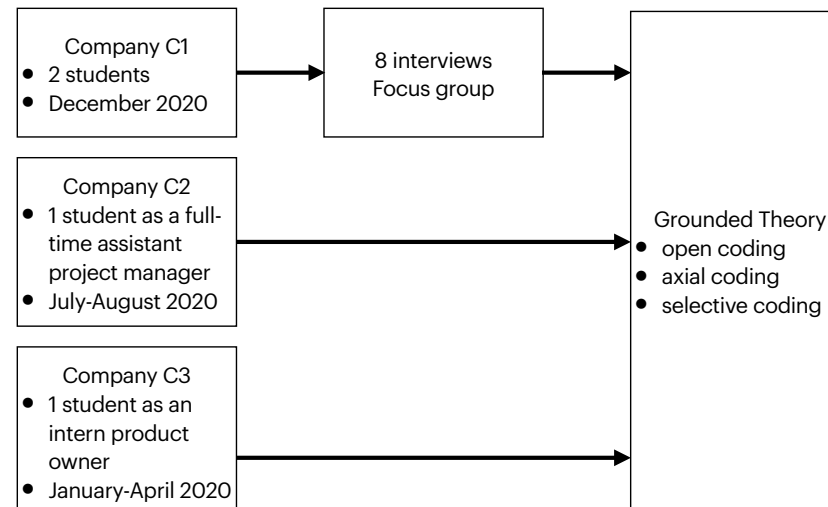 Company C1
• 2 students
• December 2020
8 interviews
Focus group
Company C2
• 1 student as a full-
time assistant
project manager
• July-August 2020
Company C3
• 1 student as an
intern product
owner
• January-April 2020
Grounded Theory
• open coding
• axial coding
• selective coding